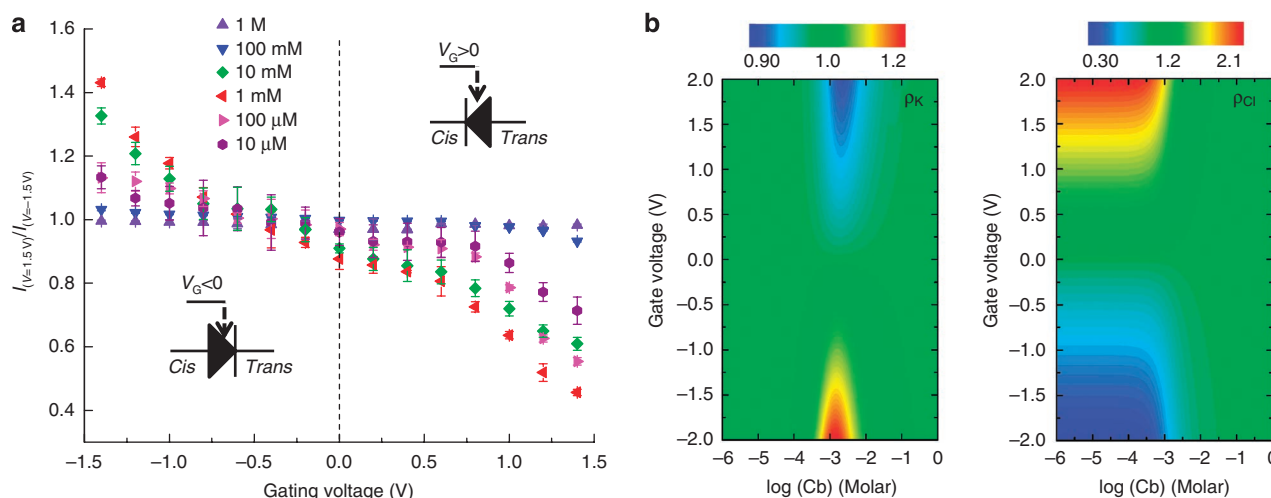 a
1 M
100 mM
10 mM
1 mM
100 μM
10 μM
V_G>0
Cis Trans
V_G<0
Cis Trans
I_(V=1.5 V)/I_(V=−1.5 V)
1.6
1.4
1.2
1.0
0.8
0.6
0.4
−1.5 −1.0 −0.5 0.0 0.5 1.0 1.5
Gating voltage (V)
b
0.90 1.0 1.2
ρK
Gate voltage (V)
2.0
1.5
1.0
0.5
0.0
−0.5
−1.0
−1.5
−2.0
−6 −5 −4 −3 −2 −1 0
log (Cb) (Molar)
0.30 1.2 2.1
ρCl
Gate voltage (V)
2.0
1.5
1.0
0.5
0.0
−0.5
−1.0
−1.5
−2.0
−6 −5 −4 −3 −2 −1 0
log (Cb) (Molar)